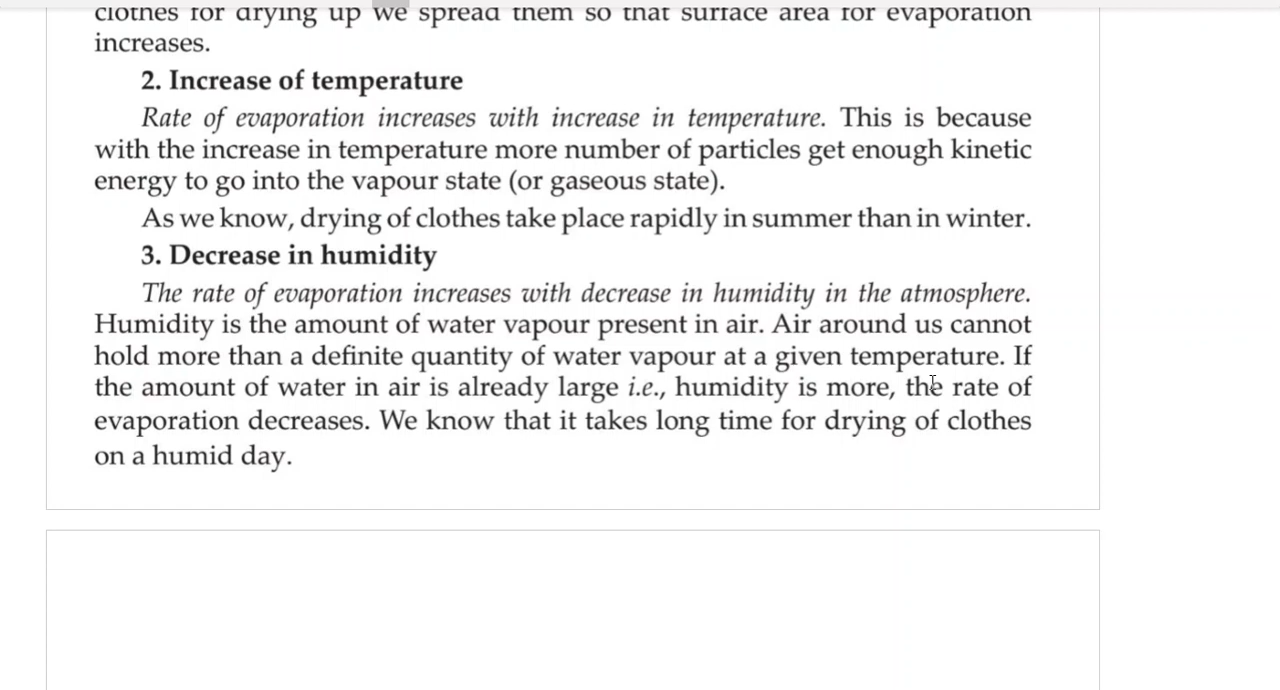 clothes for drying up we spread them so that surface area for evaporation
increases.
2. Increase of temperature
Rate of evaporation increases with increase in temperature. This is because
with the increase in temperature more number of particles get enough kinetic
energy to go into the vapour state (or gaseous state).
As we know, drying of clothes take place rapidly in summer than in winter.
3. Decrease in humidity
The rate of evaporation increases with decrease in humidity in the atmosphere.
Humidity is the amount of water vapour present in air. Air around us cannot
hold more than a definite quantity of water vapour at a given temperature. If
the amount of water in air is already large i.e., humidity is more, the rate of
evaporation decreases. We know that it takes long time for drying of clothes
on a humid day.